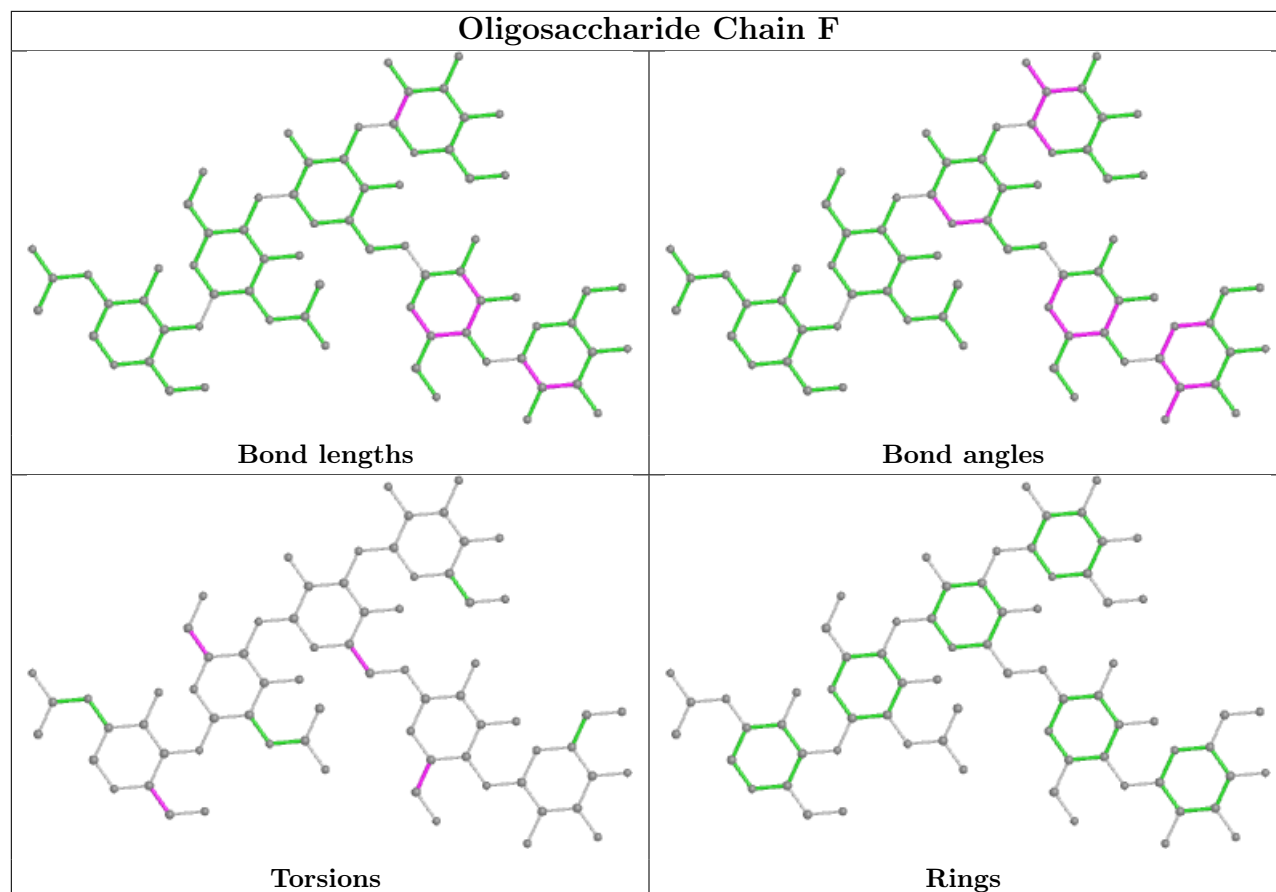 Oligosaccharide Chain F
Bond lengths
Bond angles
Torsions
Rings